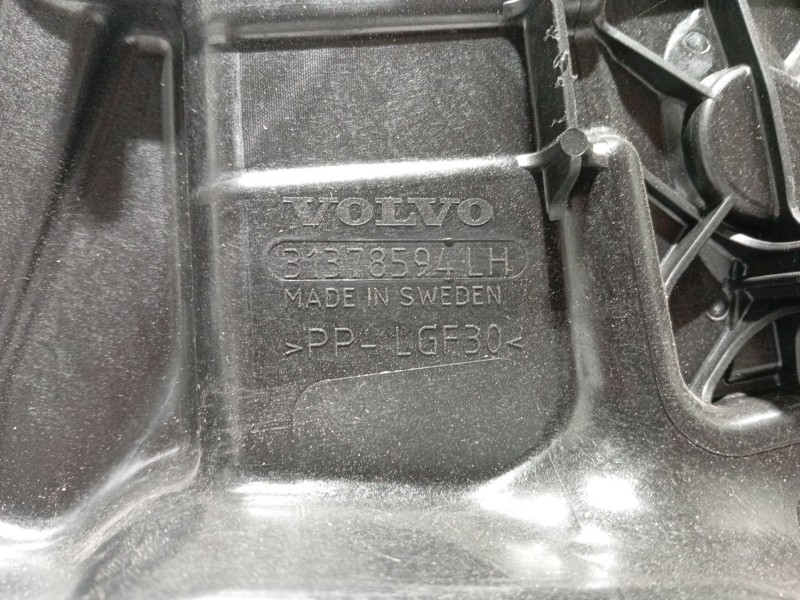 VOLVO
31378594 LH
MADE IN SWEDEN
>PP-LGF30<